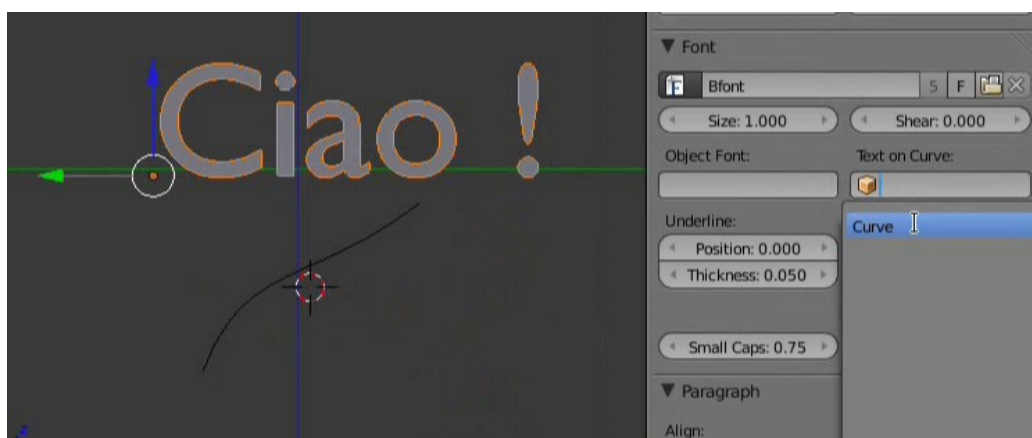 Ciao !
z
Font
F Bfont 5 F
Size: 1.000 Shear: 0.000
Object Font: Text on Curve:
Underline:
Curve
Position: 0.000
Thickness: 0.050
Small Caps: 0.75
Paragraph
Align: